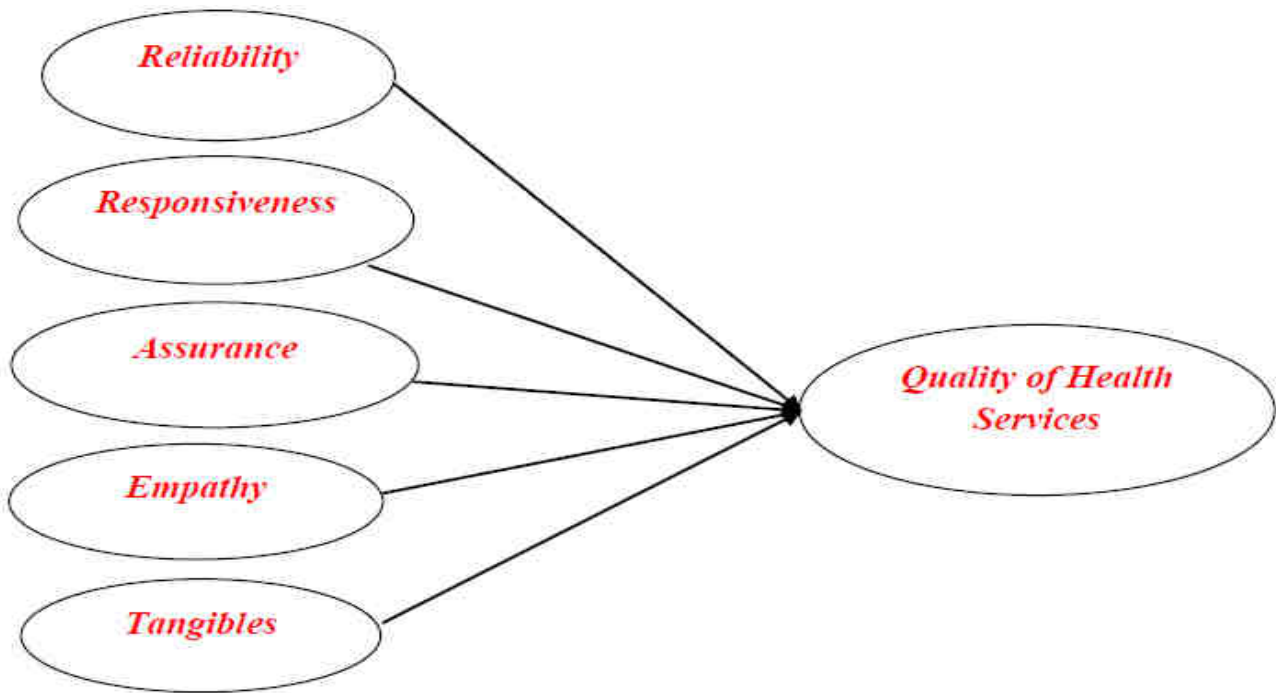 Reliability
Responsiveness
Assurance
Empathy
Tangibles
Quality of Health
Services